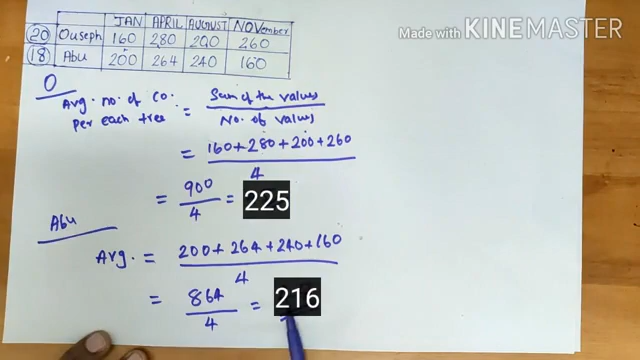 Made with KINEMASTER
JAN APRIL AUGUST NOVember
20 Ouseph 160 280 200 260
18 Abu 200 264 240 160
O
Avg. no. of Co. per each tree = Sum of the values / No. of values
= 160+280+200+260 / 4
= 900 / 4 = 225
Abu
Avg. = 200+264+240+160 / 4
= 864 / 4 = 216